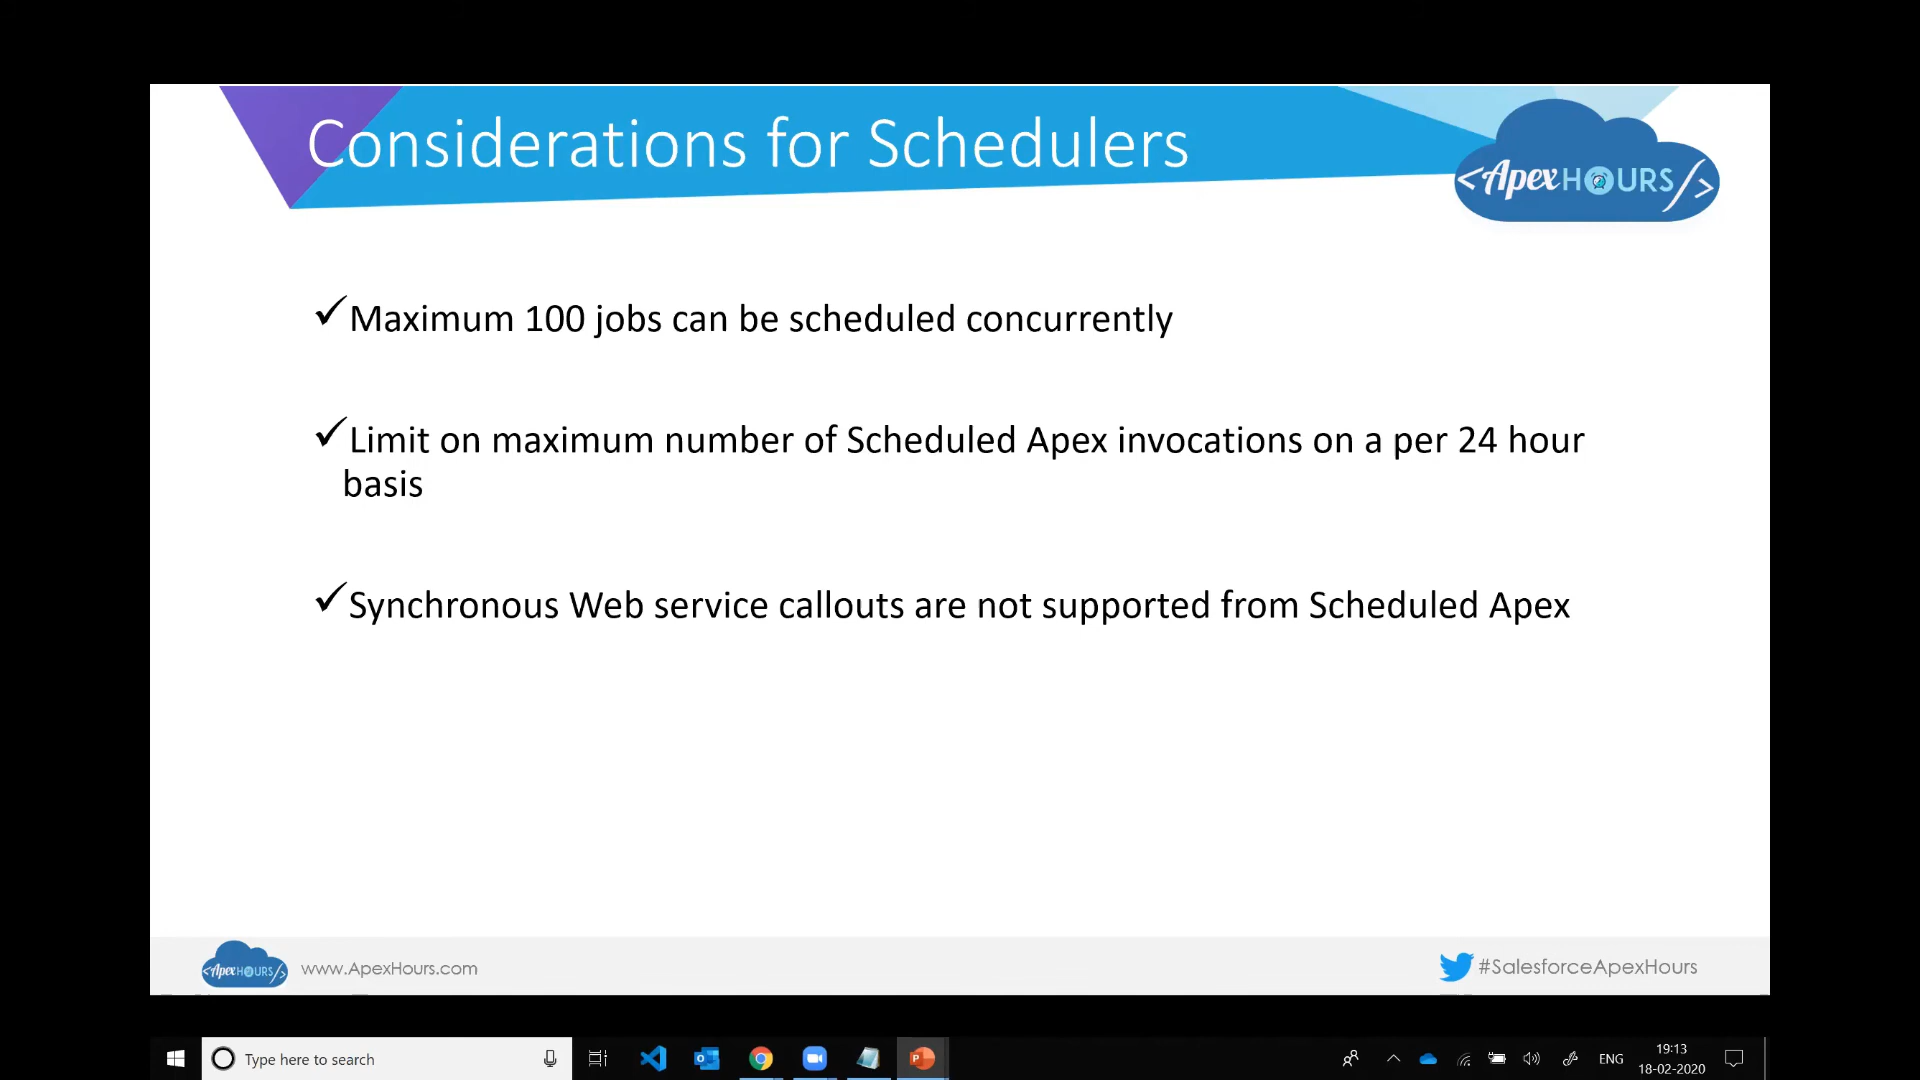 Considerations for Schedulers
<ApexHOURS/>
✓Maximum 100 jobs can be scheduled concurrently
✓Limit on maximum number of Scheduled Apex invocations on a per 24 hour
basis
✓Synchronous Web service callouts are not supported from Scheduled Apex
<ApexHOURS/>
www.ApexHours.com
#SalesforceApexHours
Type here to search
ENG
19:13
18-02-2020